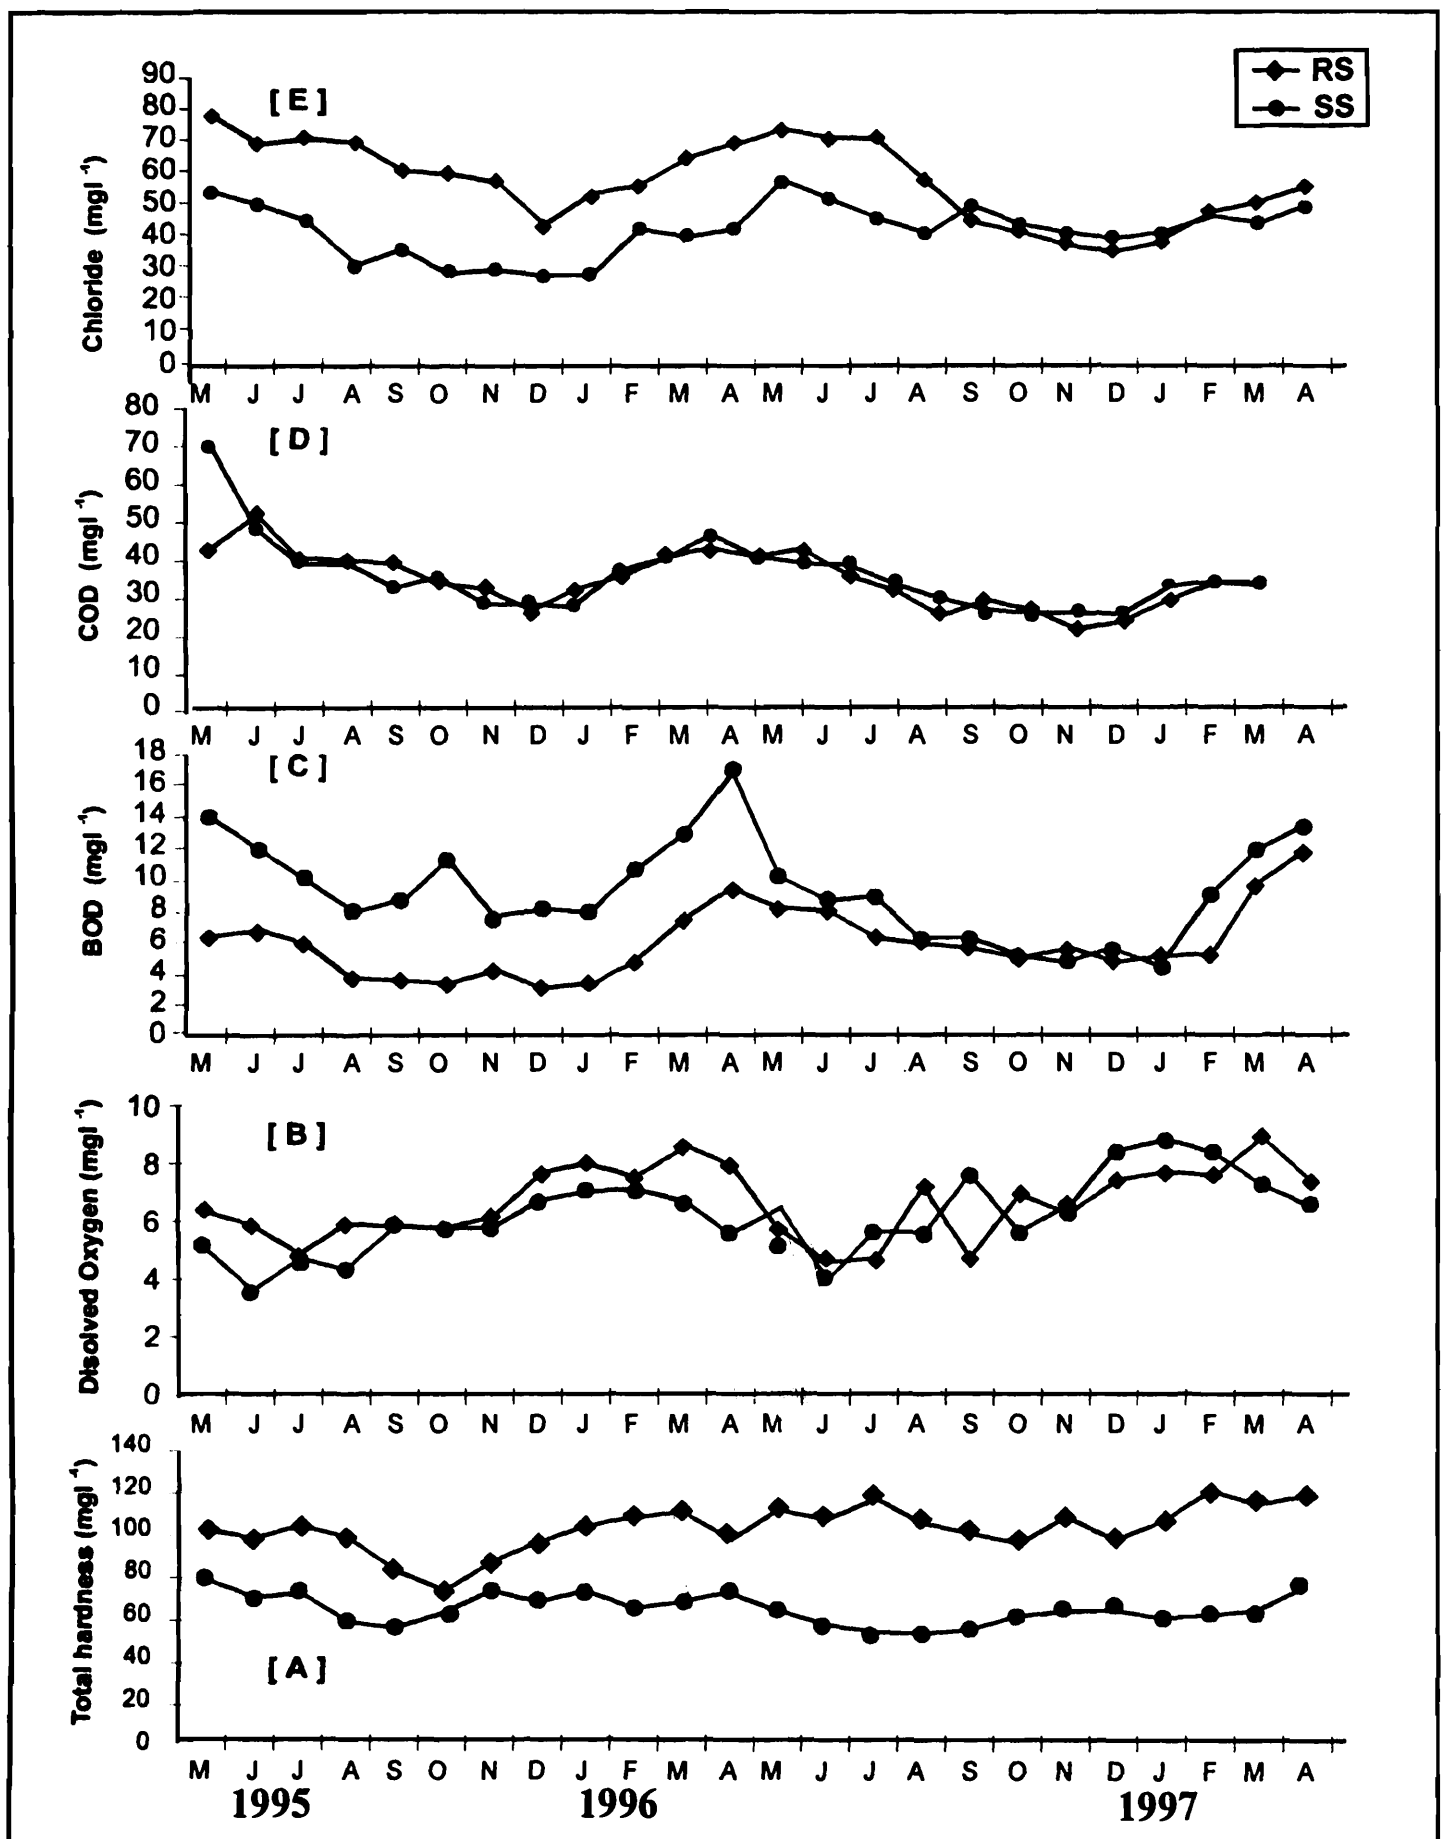 RS
SS
[ E ]
Chloride (mgl⁻¹)
90
80
70
60
50
40
30
20
10
0
M J J A S O N D J F M A M J J A S O N D J F M A
[ D ]
COD (mgl⁻¹)
80
70
60
50
40
30
20
10
0
M J J A S O N D J F M A M J J A S O N D J F M A
[ C ]
BOD (mgl⁻¹)
18
16
14
12
10
8
6
4
2
0
M J J A S O N D J F M A M J J A S O N D J F M A
[ B ]
Disolved Oxygen (mgl⁻¹)
10
8
6
4
2
0
M J J A S O N D J F M A M J J A S O N D J F M A
[ A ]
Total hardness (mgl⁻¹)
140
120
100
80
60
40
20
0
M J J A S O N D J F M A M J J A S O N D J F M A
1995 1996 1997